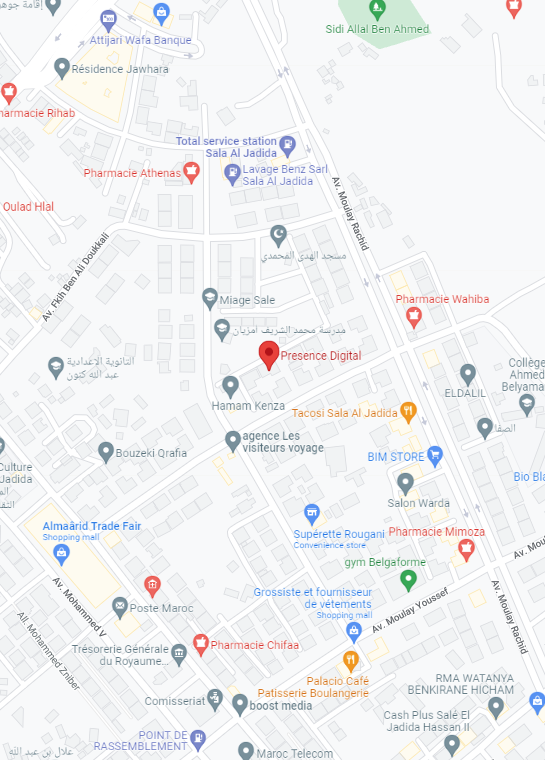 إقامة جوهر
Attijari Wafa Banque
Sidi Allal Ben Ahmed
Résidence Jawhara
harmacie Rihab
Total service station
Sala Al Jadida
Pharmacie Athenas
Lavage Benz Sarl
Sala Al Jadida
Av. Moulay Rachid
Oulad Hlal
Av. Fkih Ben Ali Doukkali
مسجد الهدى المحمدي
Miage Sale
Pharmacie Wahiba
مدرسة محمد الشريف امزيان
Presence Digital
الثانوية الإعدادية
عبد الله كنون
Collège
Ahmed
Belyama
ELDALIL
Hamam Kenza
Tacosi Sala Al Jadida
الصفا
agence Les
visiteurs voyage
Bouzeki Qrafia
BIM STORE
Culture
Jadida
Bio Bla
Salon Warda
Almaârid Trade Fair
Shopping mall
Supérette Rougani
Convenience store
Pharmacie Mimoza
Av. Mou
gym Belgaforme
Grossiste et fournisseur
de vétements
Shopping mall
Av. Mohammed V
Poste Maroc
Av. Moulay Youssef
Av. Moulay Rachid
All. Mohammed Zniber
Pharmacie Chifaa
Trésorerie Générale
du Royaume...
Palacio Café
Patisserie Boulangerie
RMA WATANYA
BENKIRANE HICHAM
Comisseriat
boost media
Cash Plus Salé El
Jadida Hassan II
POINT DE
RASSEMBLEMENT
علال بن عبد الله
Maroc Telecom